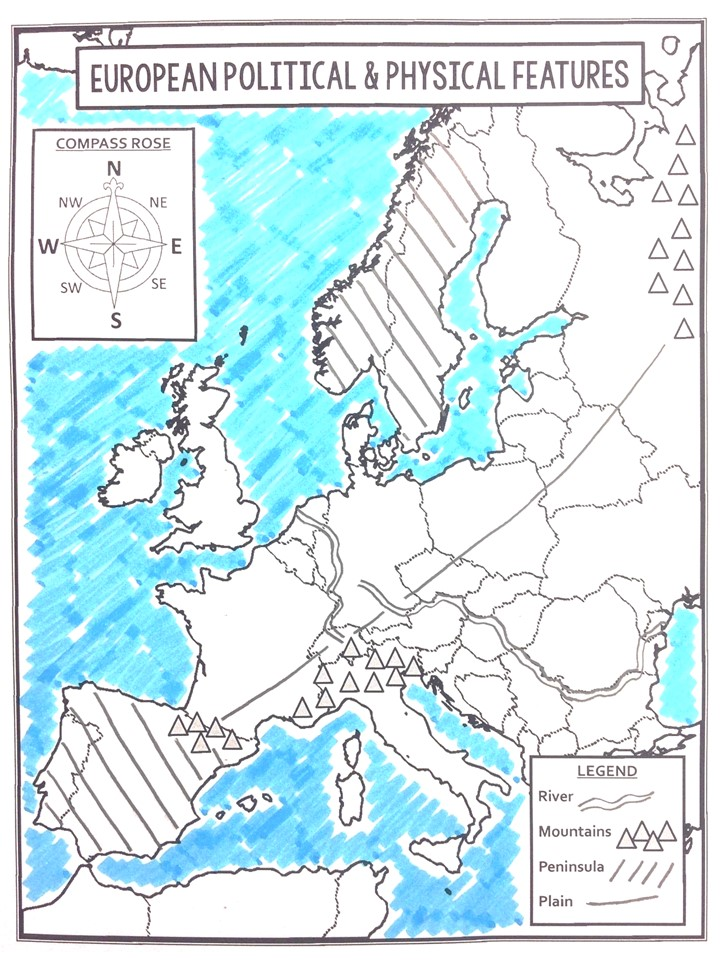 EUROPEAN POLITICAL & PHYSICAL FEATURES
COMPASS ROSE
N
NW NE
W E
SW SE
S
LEGEND
River
Mountains
Peninsula
Plain